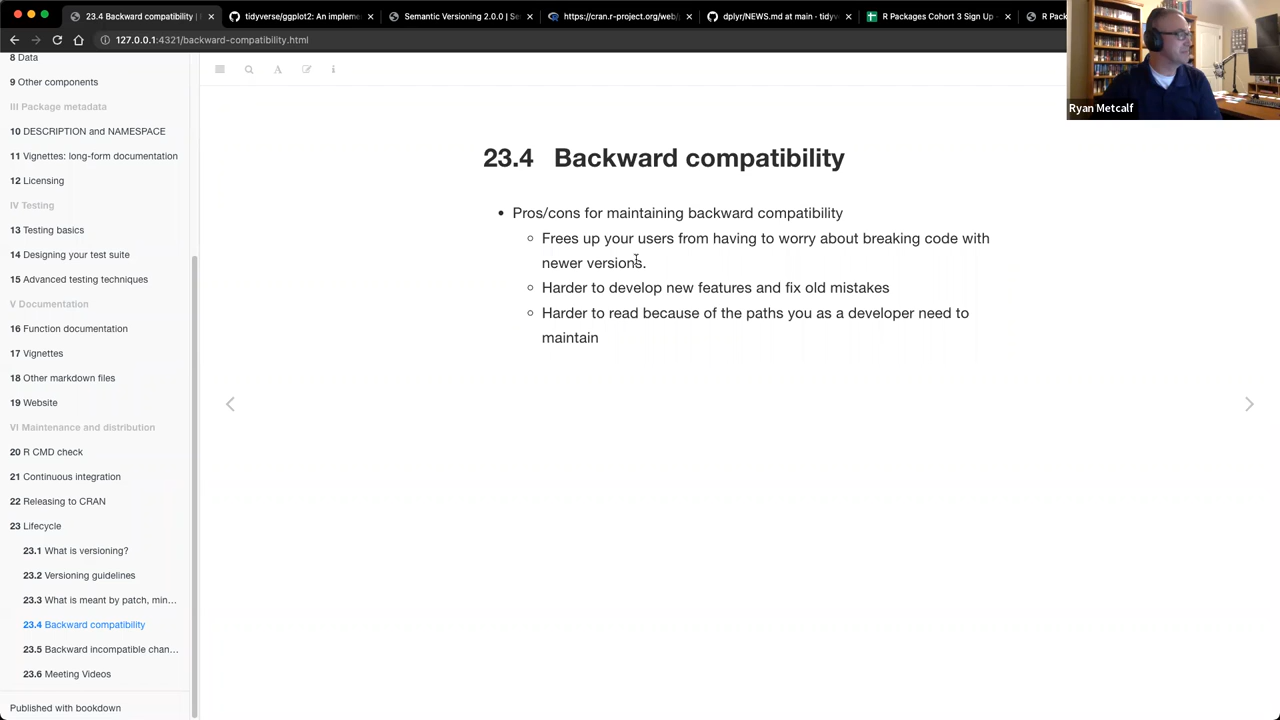 23.4 Backward compatibility |
tidyverse/ggplot2: An impleme
Semantic Versioning 2.0.0 | Se
https://cran.r-project.org/web/
dplyr/NEWS.md at main · tidyv
R Packages Cohort 3 Sign Up -
R Pack
127.0.0.1:4321/backward-compatibility.html
Ryan Metcalf
8 Data
9 Other components
III Package metadata
10 DESCRIPTION and NAMESPACE
11 Vignettes: long-form documentation
12 Licensing
IV Testing
13 Testing basics
14 Designing your test suite
15 Advanced testing techniques
V Documentation
16 Function documentation
17 Vignettes
18 Other markdown files
19 Website
VI Maintenance and distribution
20 R CMD check
21 Continuous integration
22 Releasing to CRAN
23 Lifecycle
23.1 What is versioning?
23.2 Versioning guidelines
23.3 What is meant by patch, min...
23.4 Backward compatibility
23.5 Backward incompatible chan...
23.6 Meeting Videos
Published with bookdown
23.4 Backward compatibility
• Pros/cons for maintaining backward compatibility
○ Frees up your users from having to worry about breaking code with
newer versions.
○ Harder to develop new features and fix old mistakes
○ Harder to read because of the paths you as a developer need to
maintain